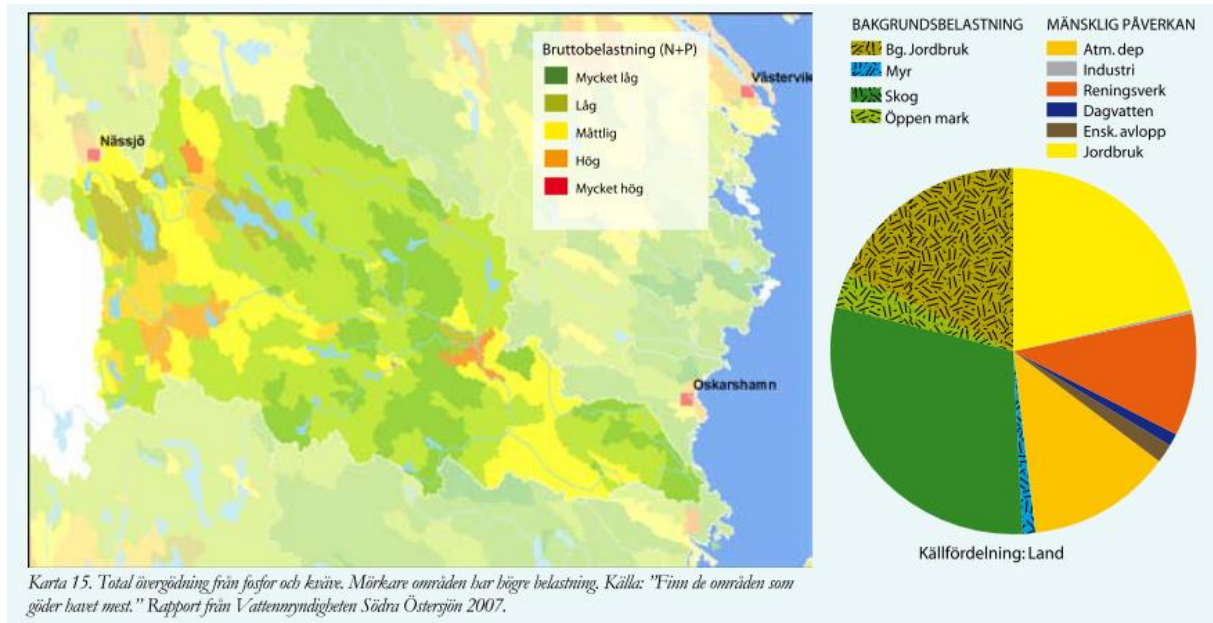 Bruttobelastning (N+P)
Mycket låg
Låg
Måttlig
Hög
Mycket hög
Västervik
Nässjö
Oskarshamn
BAKGRUNDSBELASTNING
Bg. Jordbruk
Myr
Skog
Öppen mark
MÄNSKLIG PÅVERKAN
Atm. dep
Industri
Reningsverk
Dagvatten
Ensk. avlopp
Jordbruk
Källfördelning: Land
Karta 15. Total övergödning från fosfor och kväve. Mörkare områden har högre belastning. Källa: ”Finn de områden som
göder havet mest.” Rapport från Vattenmyndigheten Södra Östersjön 2007.